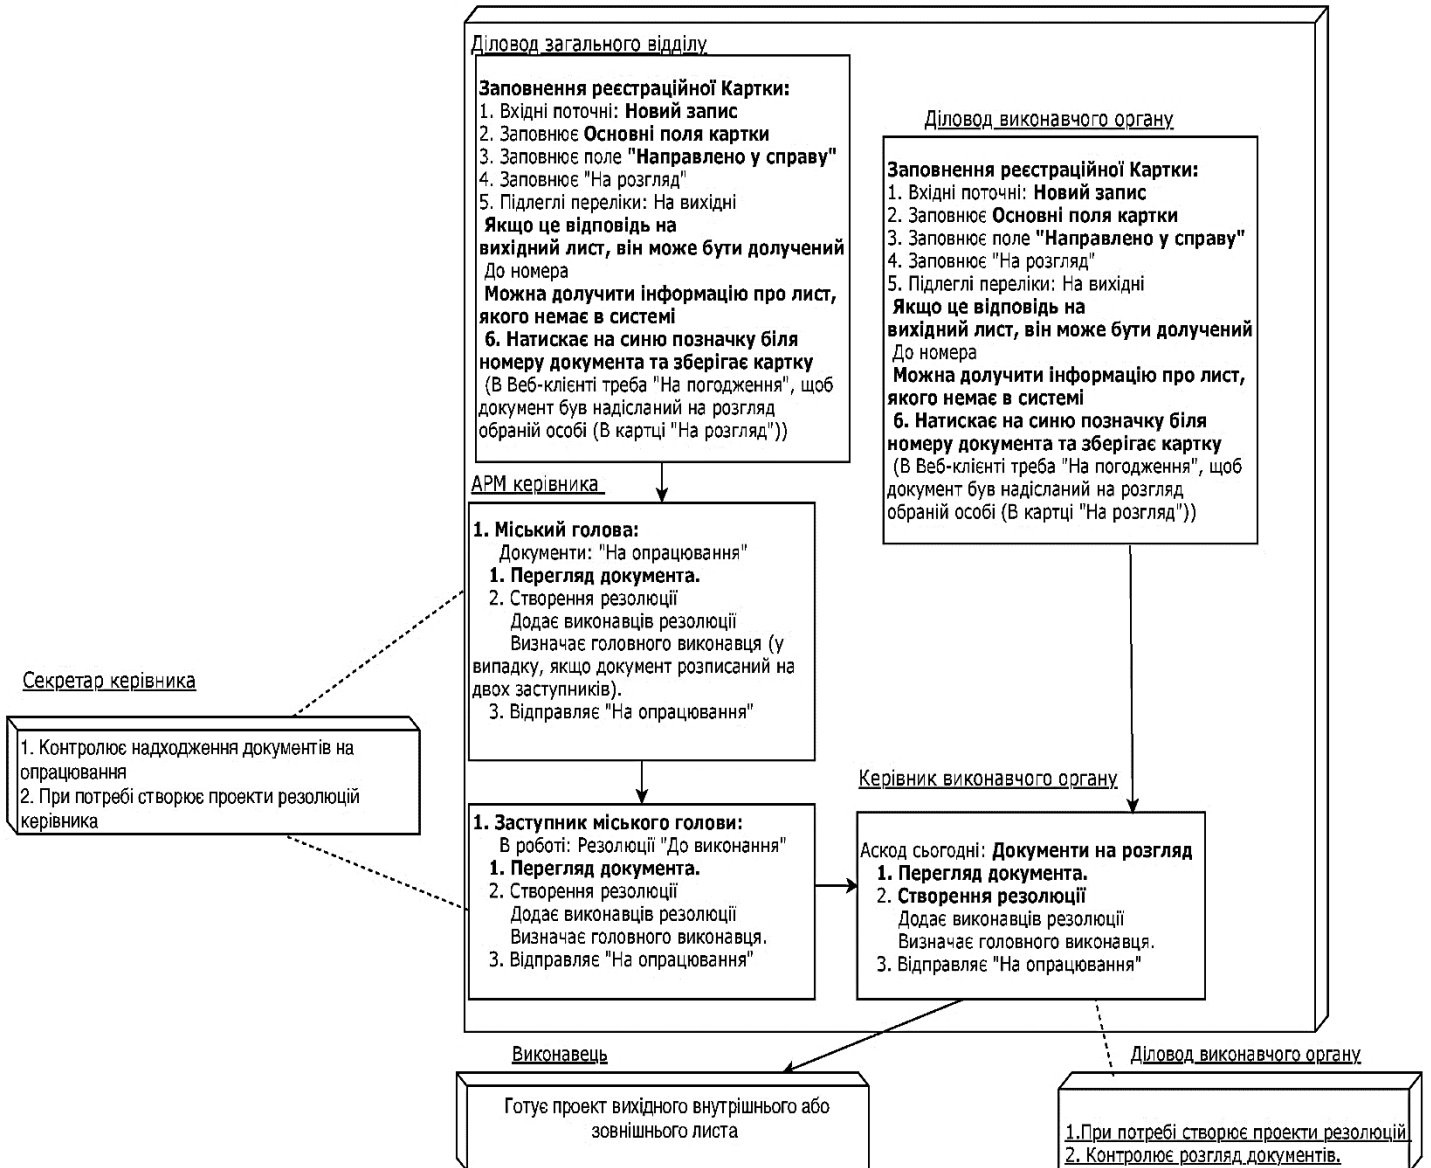 Діловод загального відділу
Заповнення реєстраційної Картки:
1. Вхідні поточні: Новий запис
2. Заповнює Основні поля картки
3. Заповнює поле "Направлено у справу"
4. Заповнює "На розгляд"
5. Підлеглі переліки: На вихідні
Якщо це відповідь на
вихідний лист, він може бути долучений
До номера
Можна долучити інформацію про лист,
якого немає в системі
6. Натискає на синю позначку біля
номеру документа та зберігає картку
(В Веб-клієнті треба "На погодження", щоб
документ був надісланий на розгляд
обраній особі (В картці "На розгляд"))
Діловод виконавчого органу
Заповнення реєстраційної Картки:
1. Вхідні поточні: Новий запис
2. Заповнює Основні поля картки
3. Заповнює поле "Направлено у справу"
4. Заповнює "На розгляд"
5. Підлеглі переліки: На вихідні
Якщо це відповідь на
вихідний лист, він може бути долучений
До номера
Можна долучити інформацію про лист,
якого немає в системі
6. Натискає на синю позначку біля
номеру документа та зберігає картку
(В Веб-клієнті треба "На погодження", щоб
документ був надісланий на розгляд
обраній особі (В картці "На розгляд"))
АРМ керівника
1. Міський голова:
Документи: "На опрацювання"
1. Перегляд документа.
2. Створення резолюції
Додає виконавців резолюції
Визначає головного виконавця (у
випадку, якщо документ розписаний на
двох заступників).
3. Відправляє "На опрацювання"
Секретар керівника
1. Контролює надходження документів на
опрацювання
2. При потребі створює проекти резолюцій
керівника
1. Заступник міського голови:
В роботі: Резолюції "До виконання"
1. Перегляд документа.
2. Створення резолюції
Додає виконавців резолюції
Визначає головного виконавця.
3. Відправляє "На опрацювання"
Керівник виконавчого органу
Аскод сьогодні: Документи на розгляд
1. Перегляд документа.
2. Створення резолюції
Додає виконавців резолюції
Визначає головного виконавця.
3. Відправляє "На опрацювання"
Виконавець
Готує проект вихідного внутрішнього або
зовнішнього листа
Діловод виконавчого органу
1.При потребі створює проекти резолюцій
2. Контролює розгляд документів.